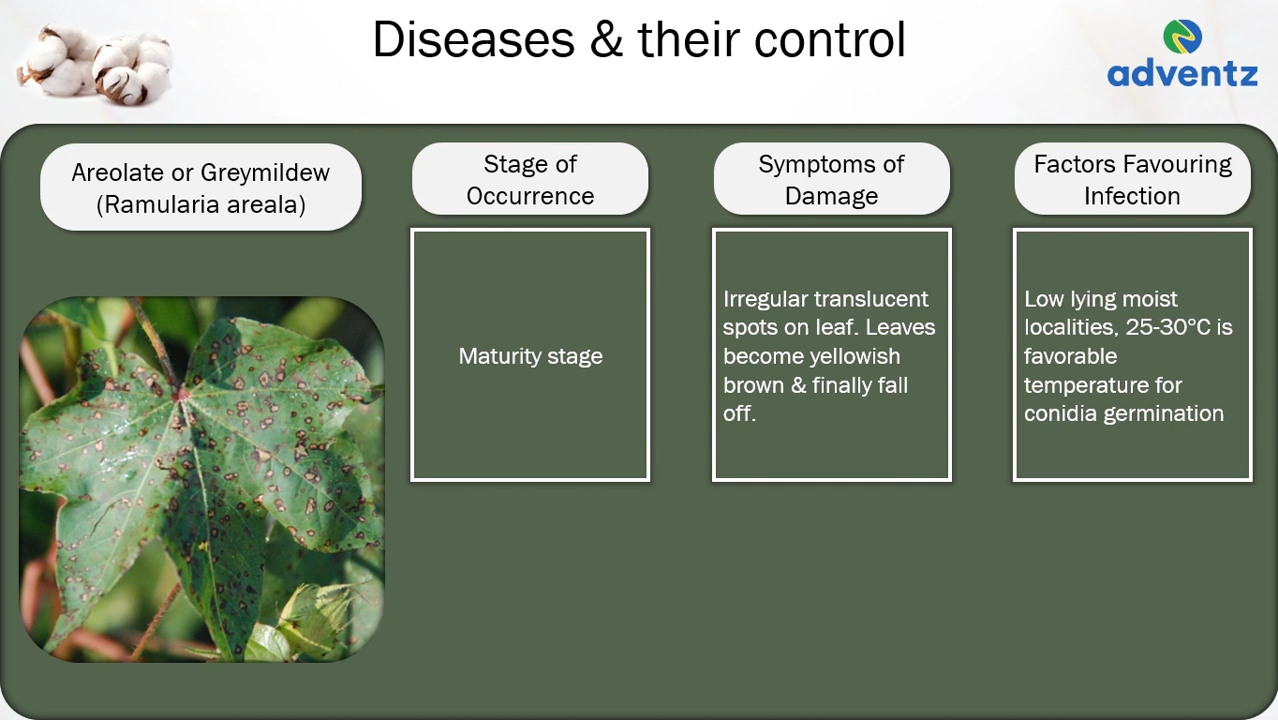 Diseases & their control
adventz
Areolate or Greymildew
(Ramularia areala)
Stage of
Occurrence
Maturity stage
Symptoms of
Damage
Irregular translucent
spots on leaf. Leaves
become yellowish
brown & finally fall
off.
Factors Favouring
Infection
Low lying moist
localities, 25-30°C is
favorable
temperature for
conidia germination